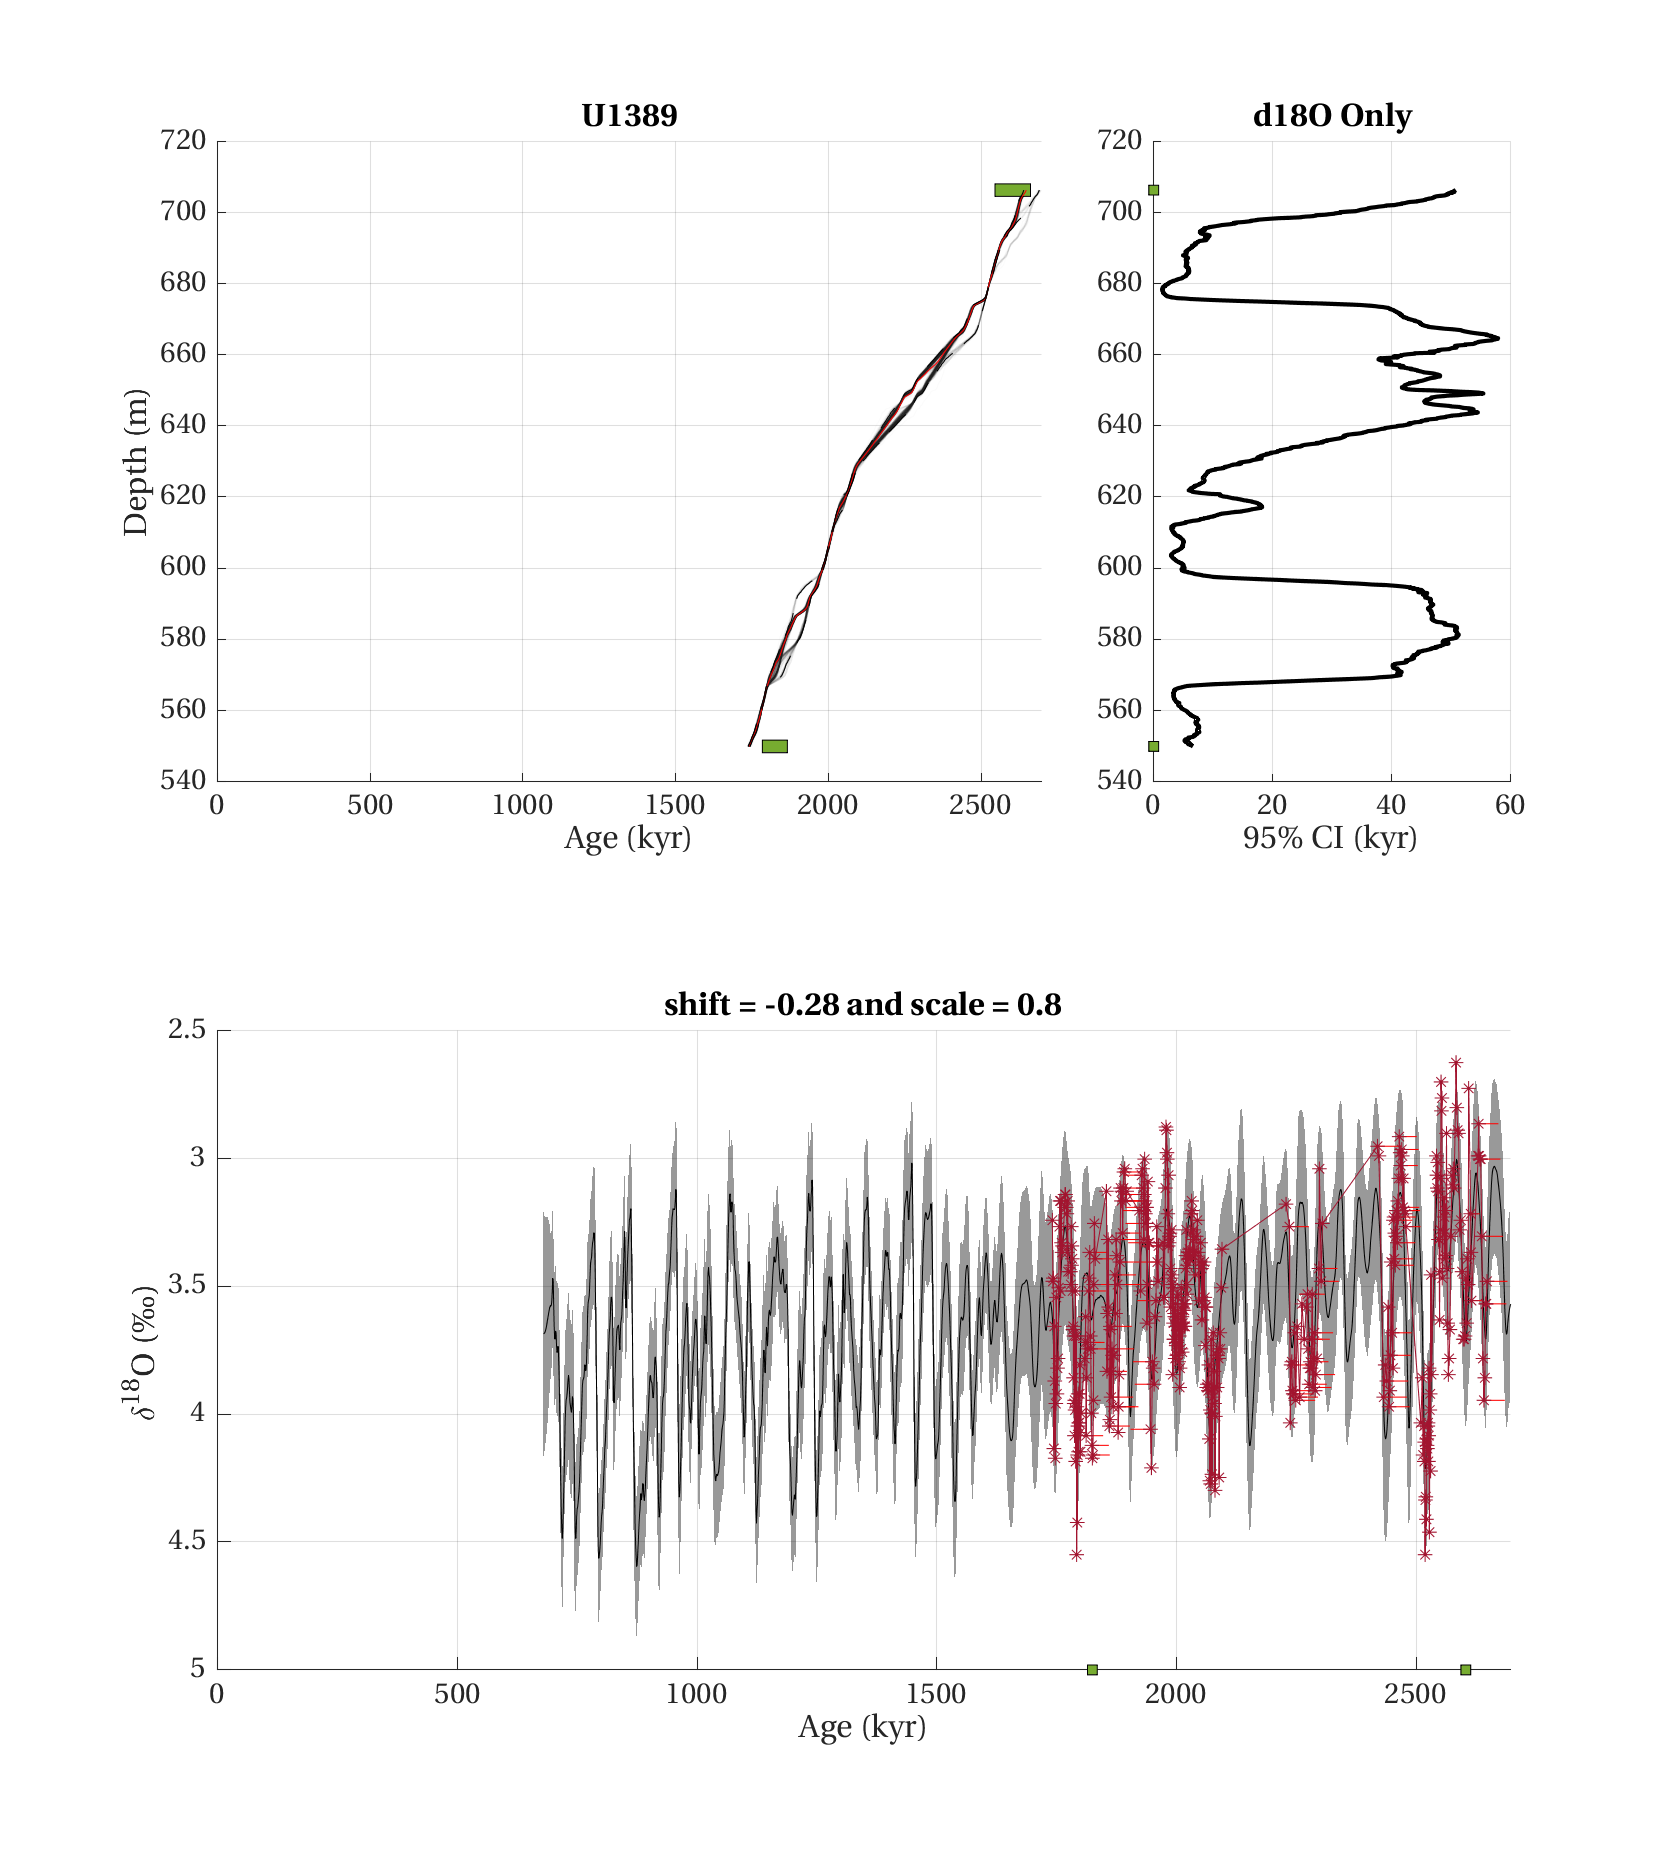 U1389
720
700
680
660
640
620
600
580
560
540
Depth (m)
0 500 1000 1500 2000 2500
Age (kyr)
d18O Only
720
700
680
660
640
620
600
580
560
540
0 20 40 60
95% CI (kyr)
shift = -0.28 and scale = 0.8
2.5
3
3.5
4
4.5
5
δ18O (‰)
0 500 1000 1500 2000 2500
Age (kyr)